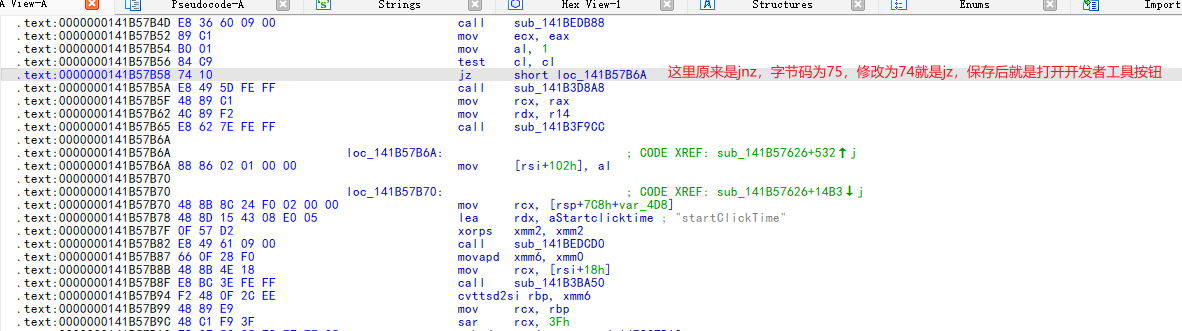 A View-A Pseudocode-A Strings Hex View-1 Structures Enums Import
.text:0000000141B57B4D E8 36 60 09 00 call sub_141BEDB88
.text:0000000141B57B52 89 C1 mov ecx, eax
.text:0000000141B57B54 B0 01 mov al, 1
.text:0000000141B57B56 84 C9 test cl, cl
.text:0000000141B57B58 74 10 jz short loc_141B57B6A 这里原来是jnz，字节码为75，修改为74就是jz，保存后就是打开开发者工具按钮
.text:0000000141B57B5A E8 49 5D FE FF call sub_141B3D8A8
.text:0000000141B57B5F 48 89 C1 mov rcx, rax
.text:0000000141B57B62 4C 89 F2 mov rdx, r14
.text:0000000141B57B65 E8 62 7E FE FF call sub_141B3F9CC
.text:0000000141B57B6A
.text:0000000141B57B6A loc_141B57B6A: ; CODE XREF: sub_141B57626+532↑j
.text:0000000141B57B6A 88 86 02 01 00 00 mov [rsi+102h], al
.text:0000000141B57B70
.text:0000000141B57B70 loc_141B57B70: ; CODE XREF: sub_141B57626+14B3↓j
.text:0000000141B57B70 48 8B 8C 24 F0 02 00 00 mov rcx, [rsp+7C8h+var_4D8]
.text:0000000141B57B78 48 8D 15 43 08 E0 05 lea rdx, aStartclicktime ; "startClickTime"
.text:0000000141B57B7F 0F 57 D2 xorps xmm2, xmm2
.text:0000000141B57B82 E8 49 61 09 00 call sub_141BEDCD0
.text:0000000141B57B87 66 0F 28 F0 movapd xmm6, xmm0
.text:0000000141B57B8B 48 8B 4E 18 mov rcx, [rsi+18h]
.text:0000000141B57B8F E8 BC 3E FE FF call sub_141B3BA50
.text:0000000141B57B94 F2 48 0F 2C EE cvttsd2si rbp, xmm6
.text:0000000141B57B99 48 89 E9 mov rcx, rbp
.text:0000000141B57B9C 48 C1 F9 3F sar rcx, 3Fh